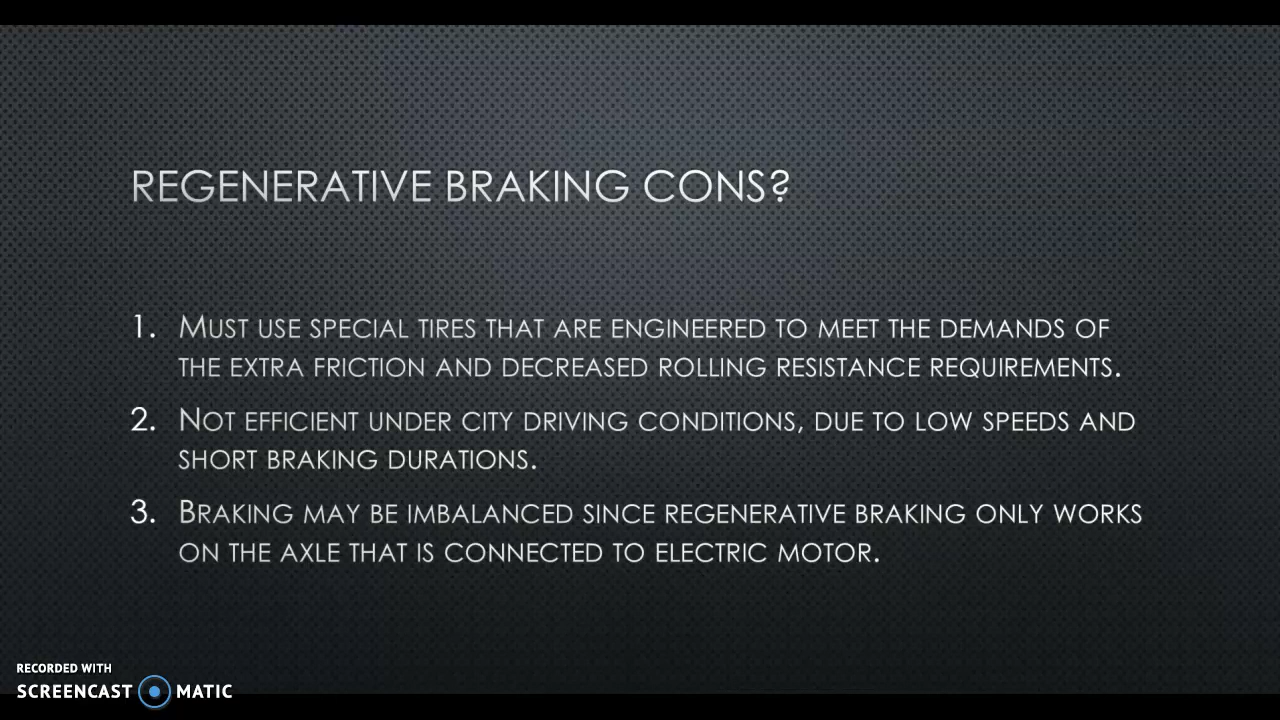 REGENERATIVE BRAKING CONS?
1. MUST USE SPECIAL TIRES THAT ARE ENGINEERED TO MEET THE DEMANDS OF
THE EXTRA FRICTION AND DECREASED ROLLING RESISTANCE REQUIREMENTS.
2. NOT EFFICIENT UNDER CITY DRIVING CONDITIONS, DUE TO LOW SPEEDS AND
SHORT BRAKING DURATIONS.
3. BRAKING MAY BE IMBALANCED SINCE REGENERATIVE BRAKING ONLY WORKS
ON THE AXLE THAT IS CONNECTED TO ELECTRIC MOTOR.
RECORDED WITH
SCREENCAST MATIC